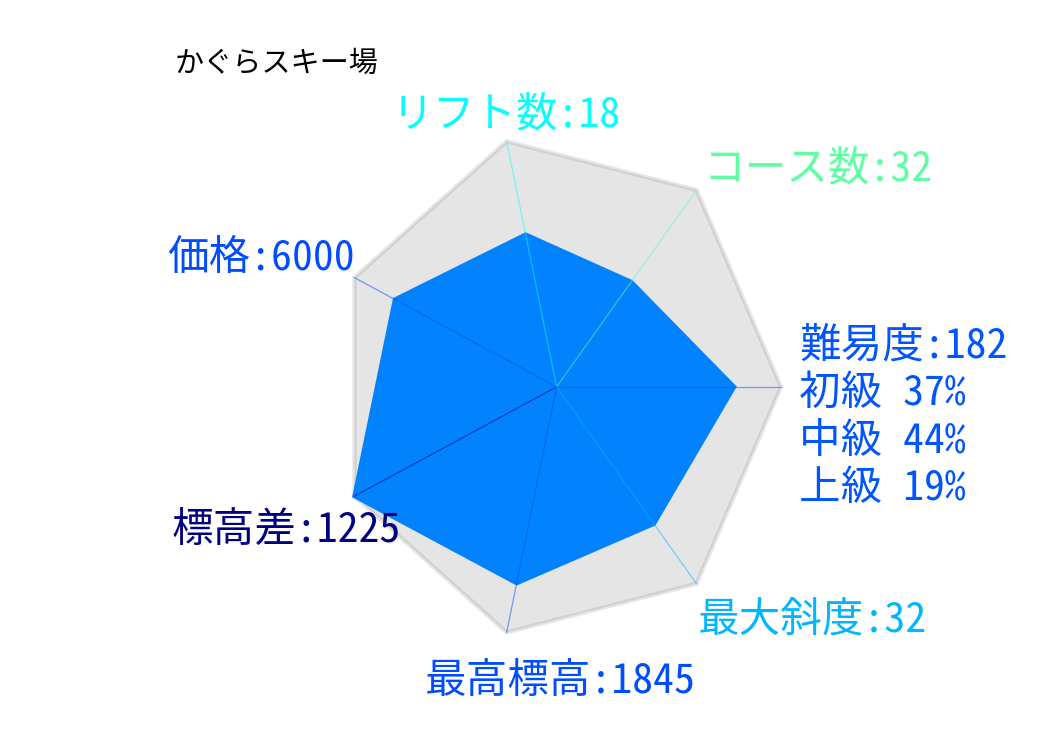 かぐらスキー場
リフト数:18
コース数:32
価格:6000
難易度:182
初級 37%
中級 44%
上級 19%
標高差:1225
最大斜度:32
最高標高:1845